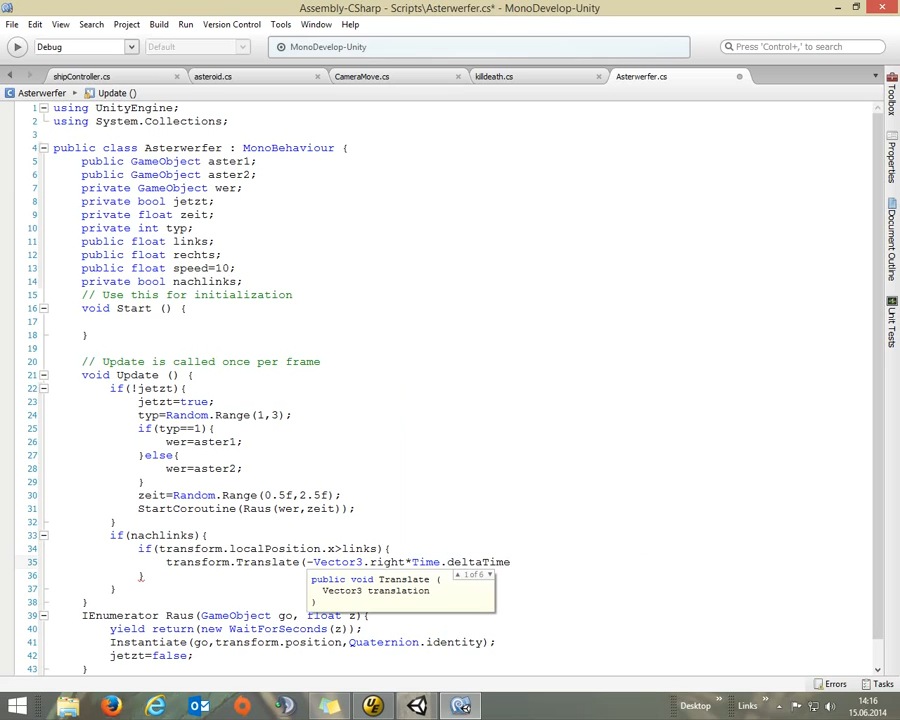 Assembly-CSharp - Scripts\Asterwerfer.cs* - MonoDevelop-Unity
File Edit View Search Project Build Run Version Control Tools Window Help
Debug Default MonoDevelop-Unity Press 'Control+,' to search
shipController.cs asteroid.cs CameraMove.cs killdeath.cs Asterwerfer.cs
Asterwerfer Update ()
1 using UnityEngine;
2 using System.Collections;
3
4 public class Asterwerfer : MonoBehaviour {
5 public GameObject aster1;
6 public GameObject aster2;
7 private GameObject wer;
8 private bool jetzt;
9 private float zeit;
10 private int typ;
11 public float links;
12 public float rechts;
13 public float speed=10;
14 private bool nachlinks;
15 // Use this for initialization
16 void Start () {
17
18 }
19
20 // Update is called once per frame
21 void Update () {
22 if(!jetzt){
23 jetzt=true;
24 typ=Random.Range(1,3);
25 if(typ==1){
26 wer=aster1;
27 }else{
28 wer=aster2;
29 }
30 zeit=Random.Range(0.5f,2.5f);
31 StartCoroutine(Raus(wer,zeit));
32 }
33 if(nachlinks){
34 if(transform.localPosition.x>links){
35 transform.Translate(-Vector3.right*Time.deltaTime
36 }
37 }
38 }
39 IEnumerator Raus(GameObject go, float z){
40 yield return(new WaitForSeconds(z));
41 Instantiate(go,transform.position,Quaternion.identity);
42 jetzt=false;
43 }
1 of 6
public void Translate (
Vector3 translation
)
Toolbox
Properties
Document Outline
Unit Tests
Errors Tasks
Desktop Links 14:16
15.06.2014